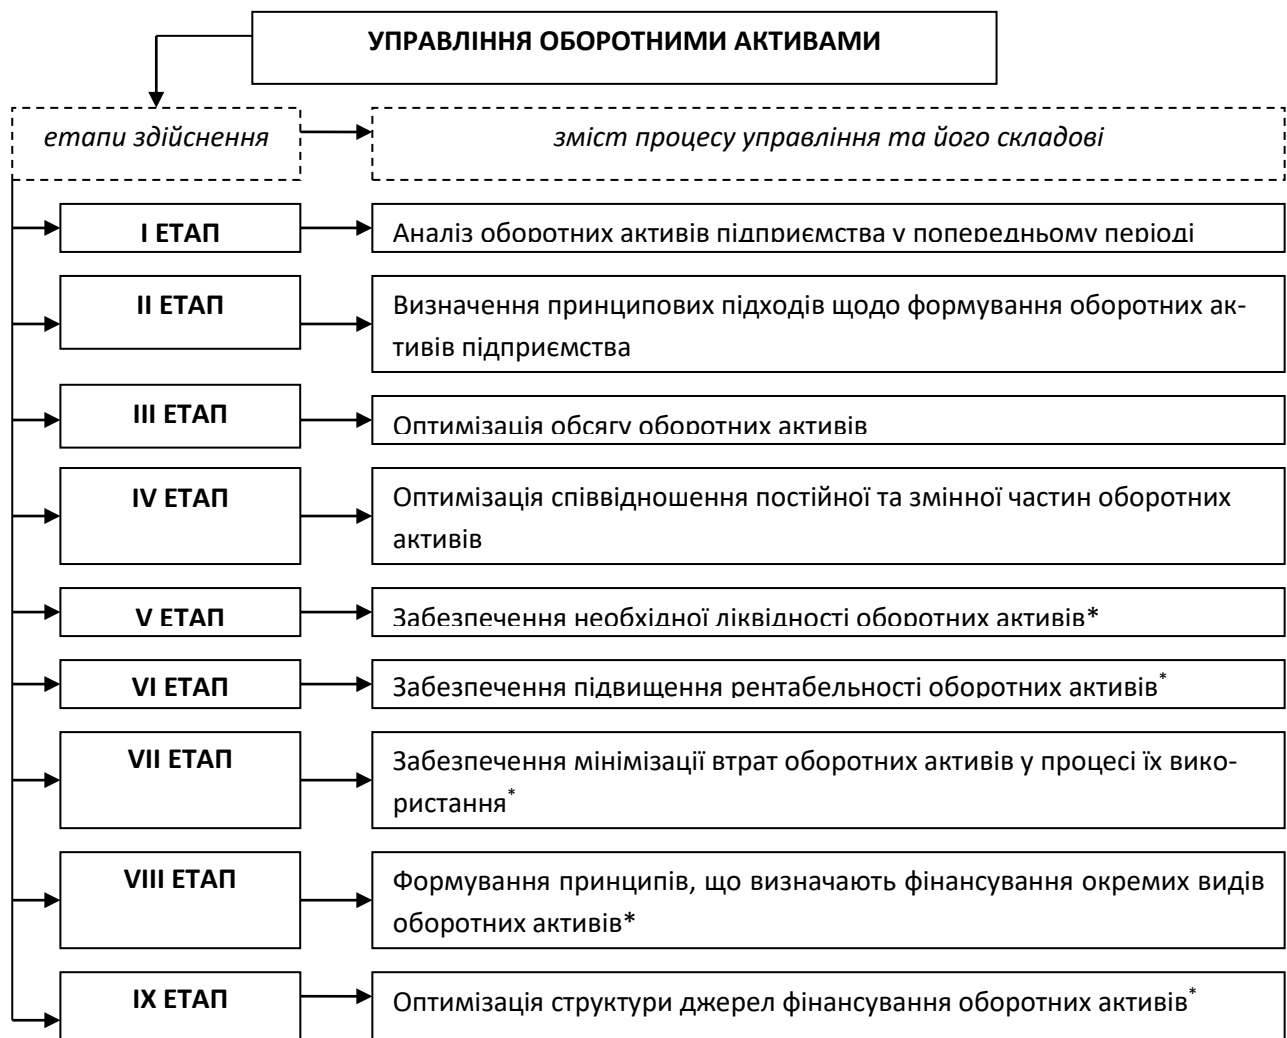 УПРАВЛІННЯ ОБОРОТНИМИ АКТИВАМИ
етапи здійснення
зміст процесу управління та його складові
І ЕТАП
Аналіз оборотних активів підприємства у попередньому періоді
ІІ ЕТАП
Визначення принципових підходів щодо формування оборотних ак-
тивів підприємства
ІІІ ЕТАП
Оптимізація обсягу оборотних активів
IV ЕТАП
Оптимізація співвідношення постійної та змінної частин оборотних
активів
V ЕТАП
Забезпечення необхідної ліквідності оборотних активів*
VI ЕТАП
Забезпечення підвищення рентабельності оборотних активів*
VII ЕТАП
Забезпечення мінімізації втрат оборотних активів у процесі їх вико-
ристання*
VIII ЕТАП
Формування принципів, що визначають фінансування окремих видів
оборотних активів*
IX ЕТАП
Оптимізація структури джерел фінансування оборотних активів*